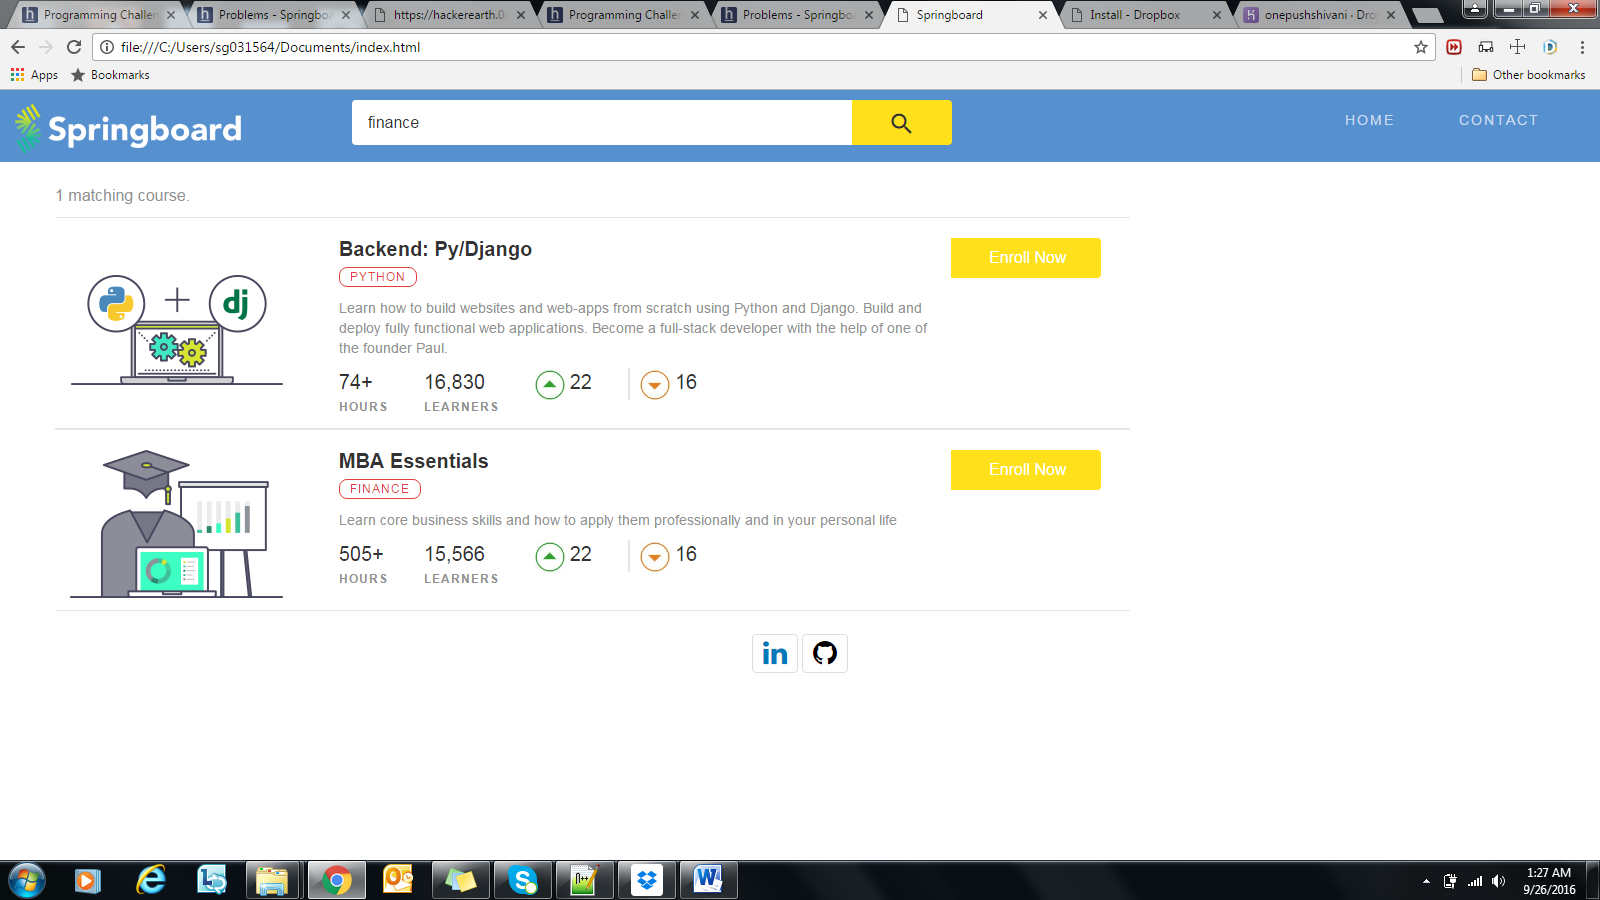 Programming Challe
Problems - Springbo
https://hackerearth.0
Programming Challe
Problems - Springbo
Springboard
Install - Dropbox
onepushshivani · Dro
file:///C:/Users/sg031564/Documents/index.html
Apps
Bookmarks
Other bookmarks
Springboard
finance
HOME
CONTACT
1 matching course.
Backend: Py/Django
Enroll Now
PYTHON
Learn how to build websites and web-apps from scratch using Python and Django. Build and
deploy fully functional web applications. Become a full-stack developer with the help of one of
the founder Paul.
74+ 16,830 22 16
HOURS LEARNERS
dj
MBA Essentials
Enroll Now
FINANCE
Learn core business skills and how to apply them professionally and in your personal life
505+ 15,566 22 16
HOURS LEARNERS
in
1:27 AM
9/26/2016